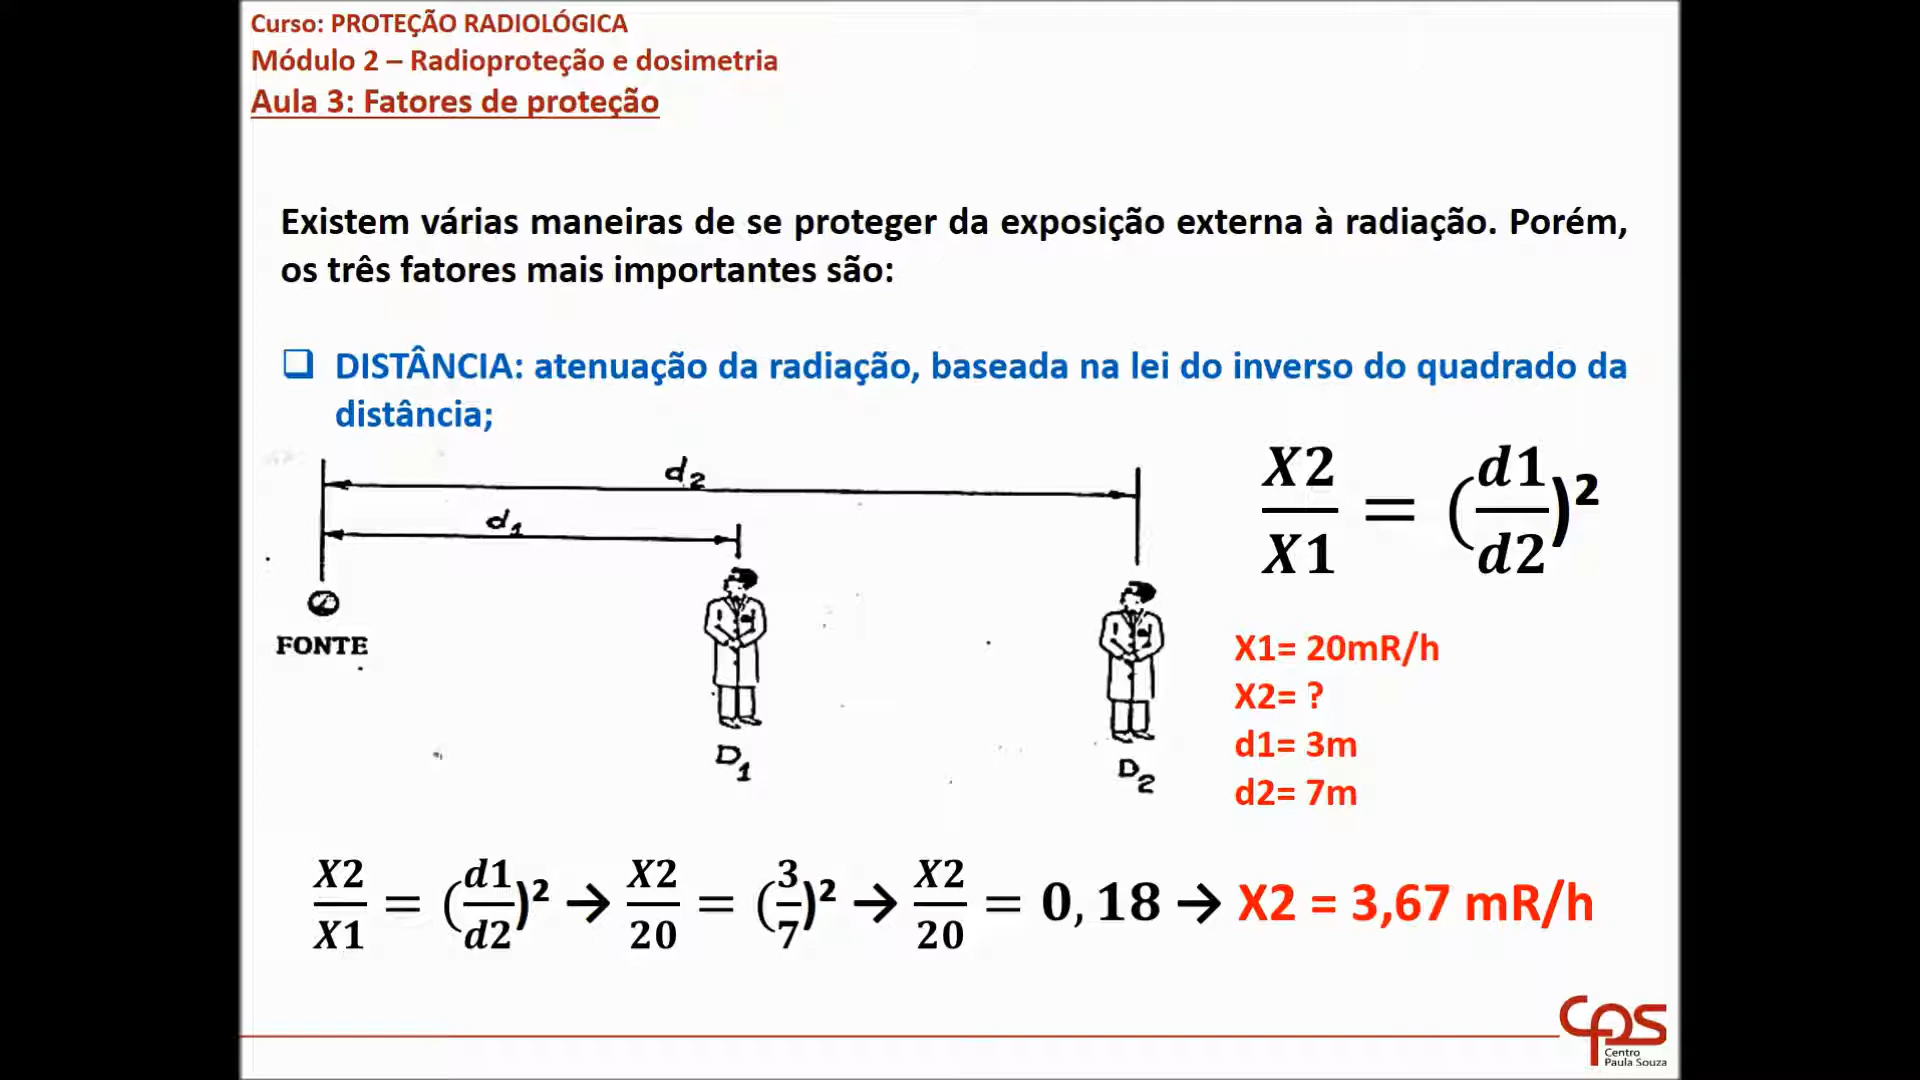 Curso: PROTEÇÃO RADIOLÓGICA
Módulo 2 – Radioproteção e dosimetria
Aula 3: Fatores de proteção
Existem várias maneiras de se proteger da exposição externa à radiação. Porém,
os três fatores mais importantes são:
❑ DISTÂNCIA: atenuação da radiação, baseada na lei do inverso do quadrado da
distância;
d2
d1
FONTE
D1
D2
X2/X1 = (d1/d2)²
X1= 20mR/h
X2= ?
d1= 3m
d2= 7m
X2/X1 = (d1/d2)² → X2/20 = (3/7)² → X2/20 = 0,18 → X2 = 3,67 mR/h
cps
Centro
Paula Souza